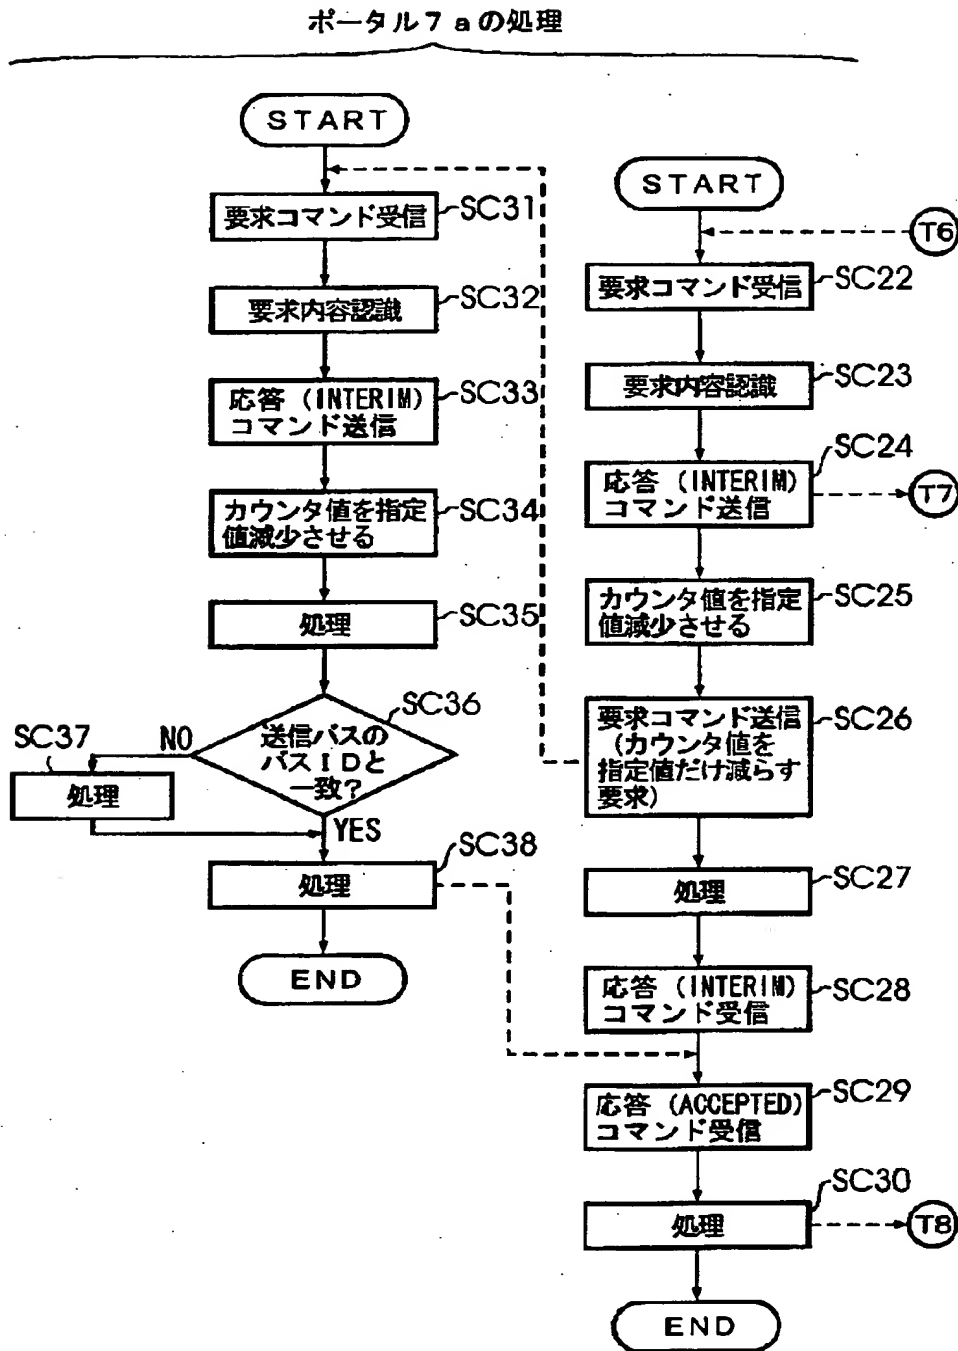 ポータル7aの処理
START
要求コマンド受信
SC31
要求内容認識
SC32
応答(INTERIM)
コマンド送信
SC33
カウンタ値を指定
値減少させる
SC34
処理
SC35
送信バスの
バスIDと
一致?
SC36
NO
SC37
処理
YES
処理
SC38
END
START
T6
要求コマンド受信
SC22
要求内容認識
SC23
応答(INTERIM)
コマンド送信
SC24
T7
カウンタ値を指定
値減少させる
SC25
要求コマンド送信
(カウンタ値を
指定値だけ減らす
要求)
SC26
処理
SC27
応答(INTERIM)
コマンド受信
SC28
応答(ACCEPTED)
コマンド受信
SC29
処理
SC30
T8
END